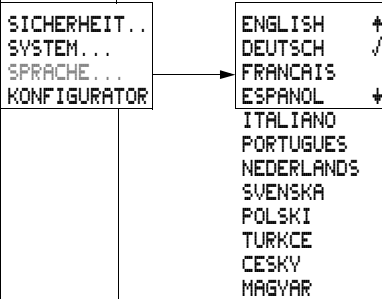 SICHERHEIT..
SYSTEM...
SPRACHE...
KONFIGURATOR
ENGLISH
DEUTSCH √
FRANCAIS
ESPANOL
ITALIANO
PORTUGUES
NEDERLANDS
SVENSKA
POLSKI
TURKCE
CESKY
MAGYAR